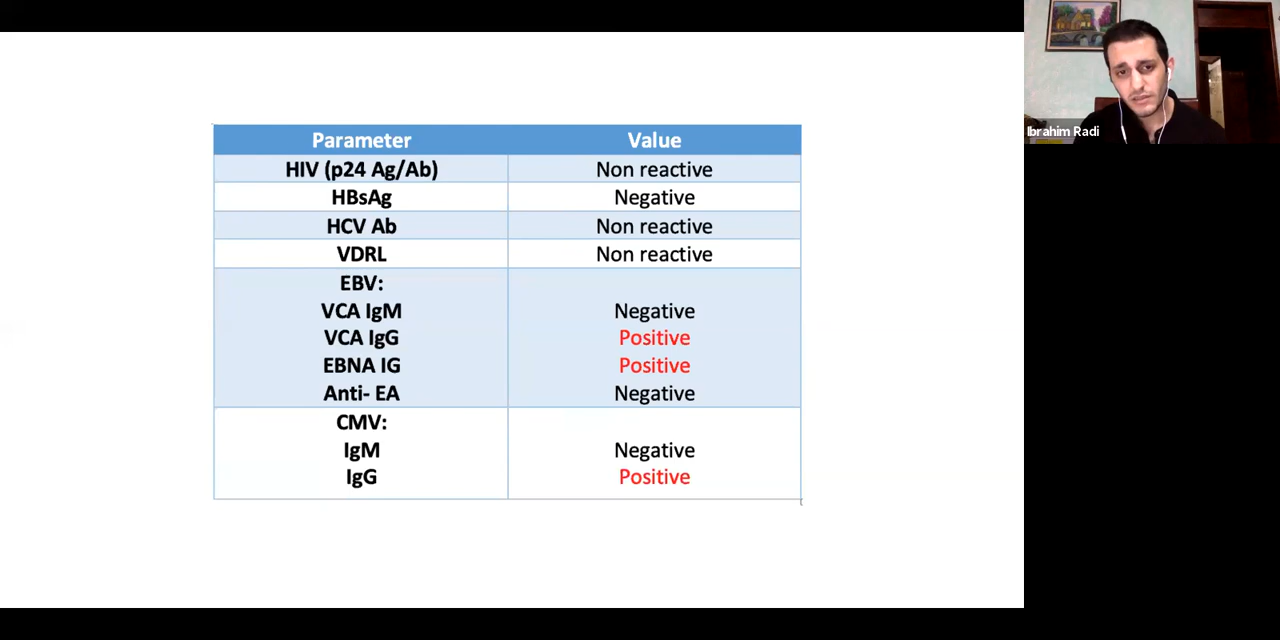 Parameter Value
HIV (p24 Ag/Ab) Non reactive
HBsAg Negative
HCV Ab Non reactive
VDRL Non reactive
EBV:
VCA IgM Negative
VCA IgG Positive
EBNA IG Positive
Anti- EA Negative
CMV:
IgM Negative
IgG Positive
Ibrahim Radi